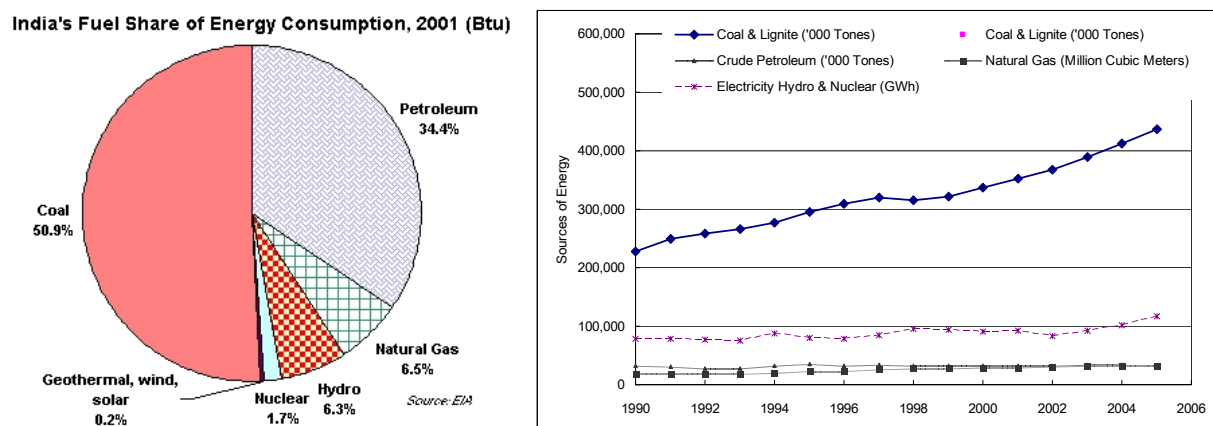 India's Fuel Share of Energy Consumption, 2001 (Btu)
Petroleum
34.4%
Coal
50.9%
Natural Gas
6.5%
Hydro
6.3%
Nuclear
1.7%
Geothermal, wind,
solar
0.2%
Source: EIA
600,000
500,000
400,000
300,000
200,000
100,000
0
Sources of Energy
Coal & Lignite ('000 Tones)
Coal & Lignite ('000 Tones)
Crude Petroleum ('000 Tones)
Natural Gas (Million Cubic Meters)
Electricity Hydro & Nuclear (GWh)
1990 1992 1994 1996 1998 2000 2002 2004 2006